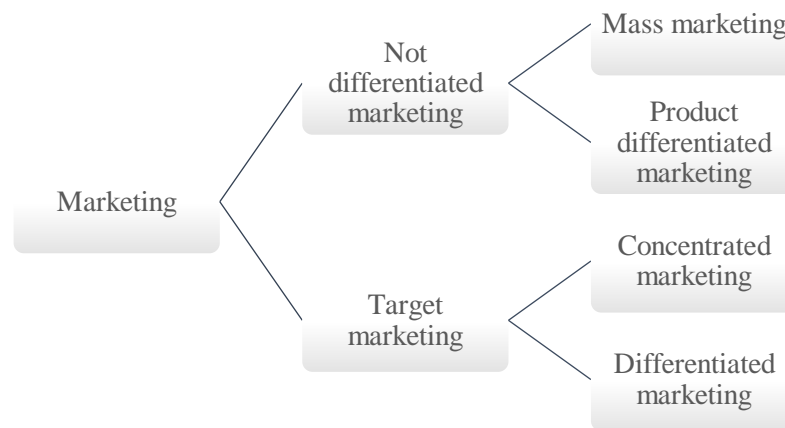 Marketing
Not
differentiated
marketing
Mass marketing
Product
differentiated
marketing
Target
marketing
Concentrated
marketing
Differentiated
marketing